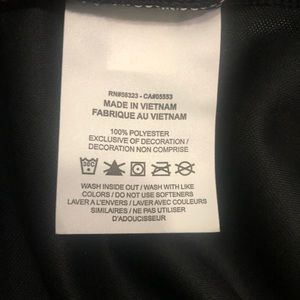 RN#56323 - CA#05553
MADE IN VIETNAM
FABRIQUE AU VIETNAM
100% POLYESTER
EXCLUSIVE OF DECORATION /
DECORATION NON COMPRISE
30C
WASH INSIDE OUT / WASH WITH LIKE
COLORS / DO NOT USE SOFTENERS
LAVER A L'ENVERS / LAVER AVEC COULEURS
SIMILAIRES / NE PAS UTILISER
D'ADOUCISSEUR